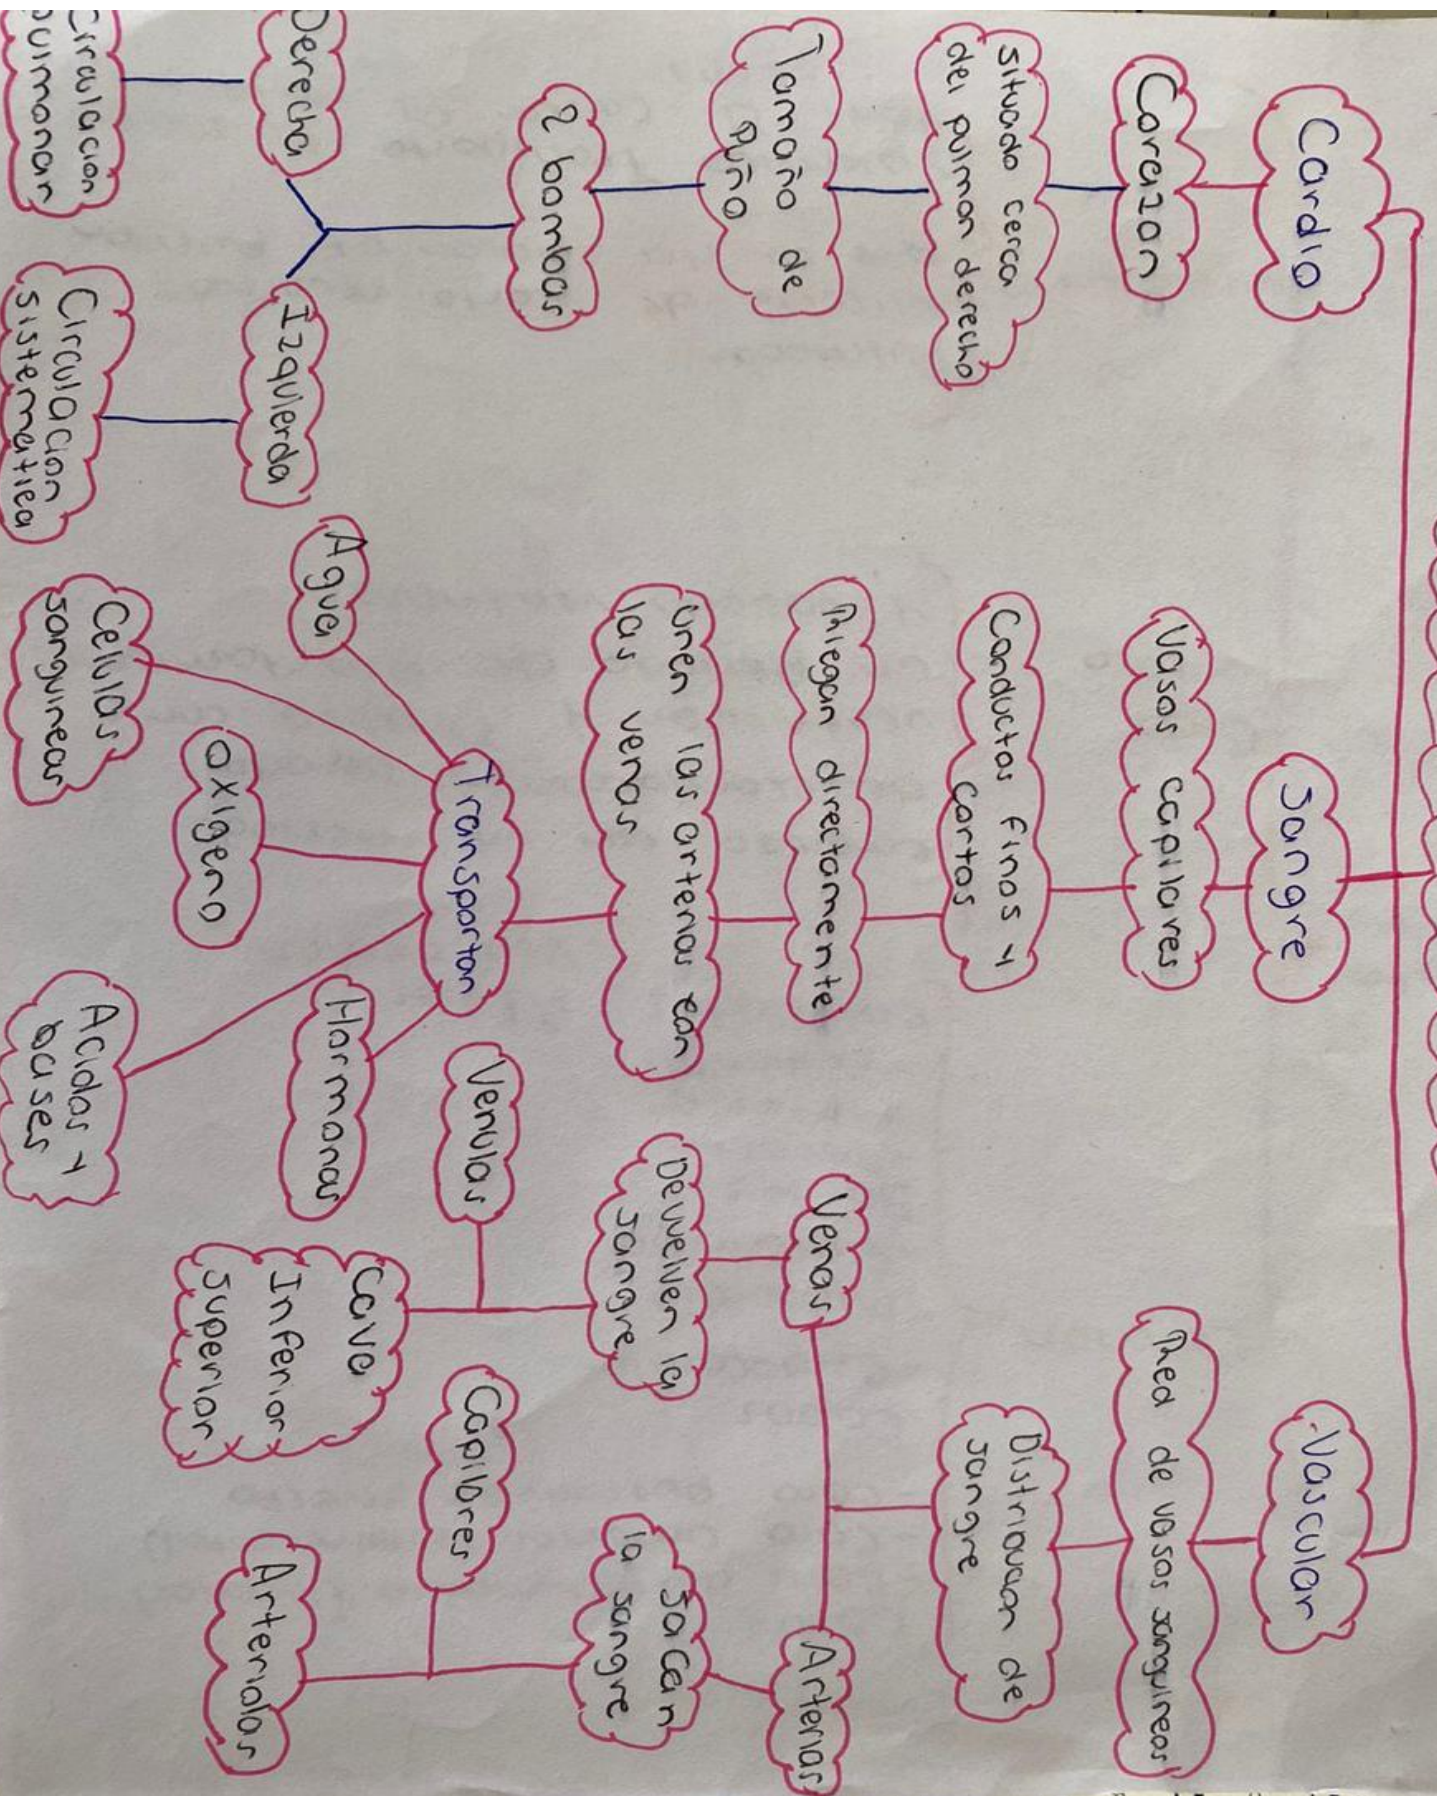 Cardio
Corazon
situado cerca
del pulmon derecho
Tamaño de
Puño
2 bombas
Derecha
Circulacion
pulmonar
Izquierda
Circulacion
sistematica
Sangre
Vasos capilares
Conductos finos y
cortos
Riegan directamente
unen las arterias con
las venas
Transportan
Agua
Celulas
sanguineas
oxigeno
Acidos y
bases
Hormonas
Vascular
Red de vasos sanguineos
Distribucion de
sangre
Venas
Devuelven la
sangre
Venulas
Cava
Inferior
Superior
Arterias
sacan
la sangre
Capilares
Arteriolas